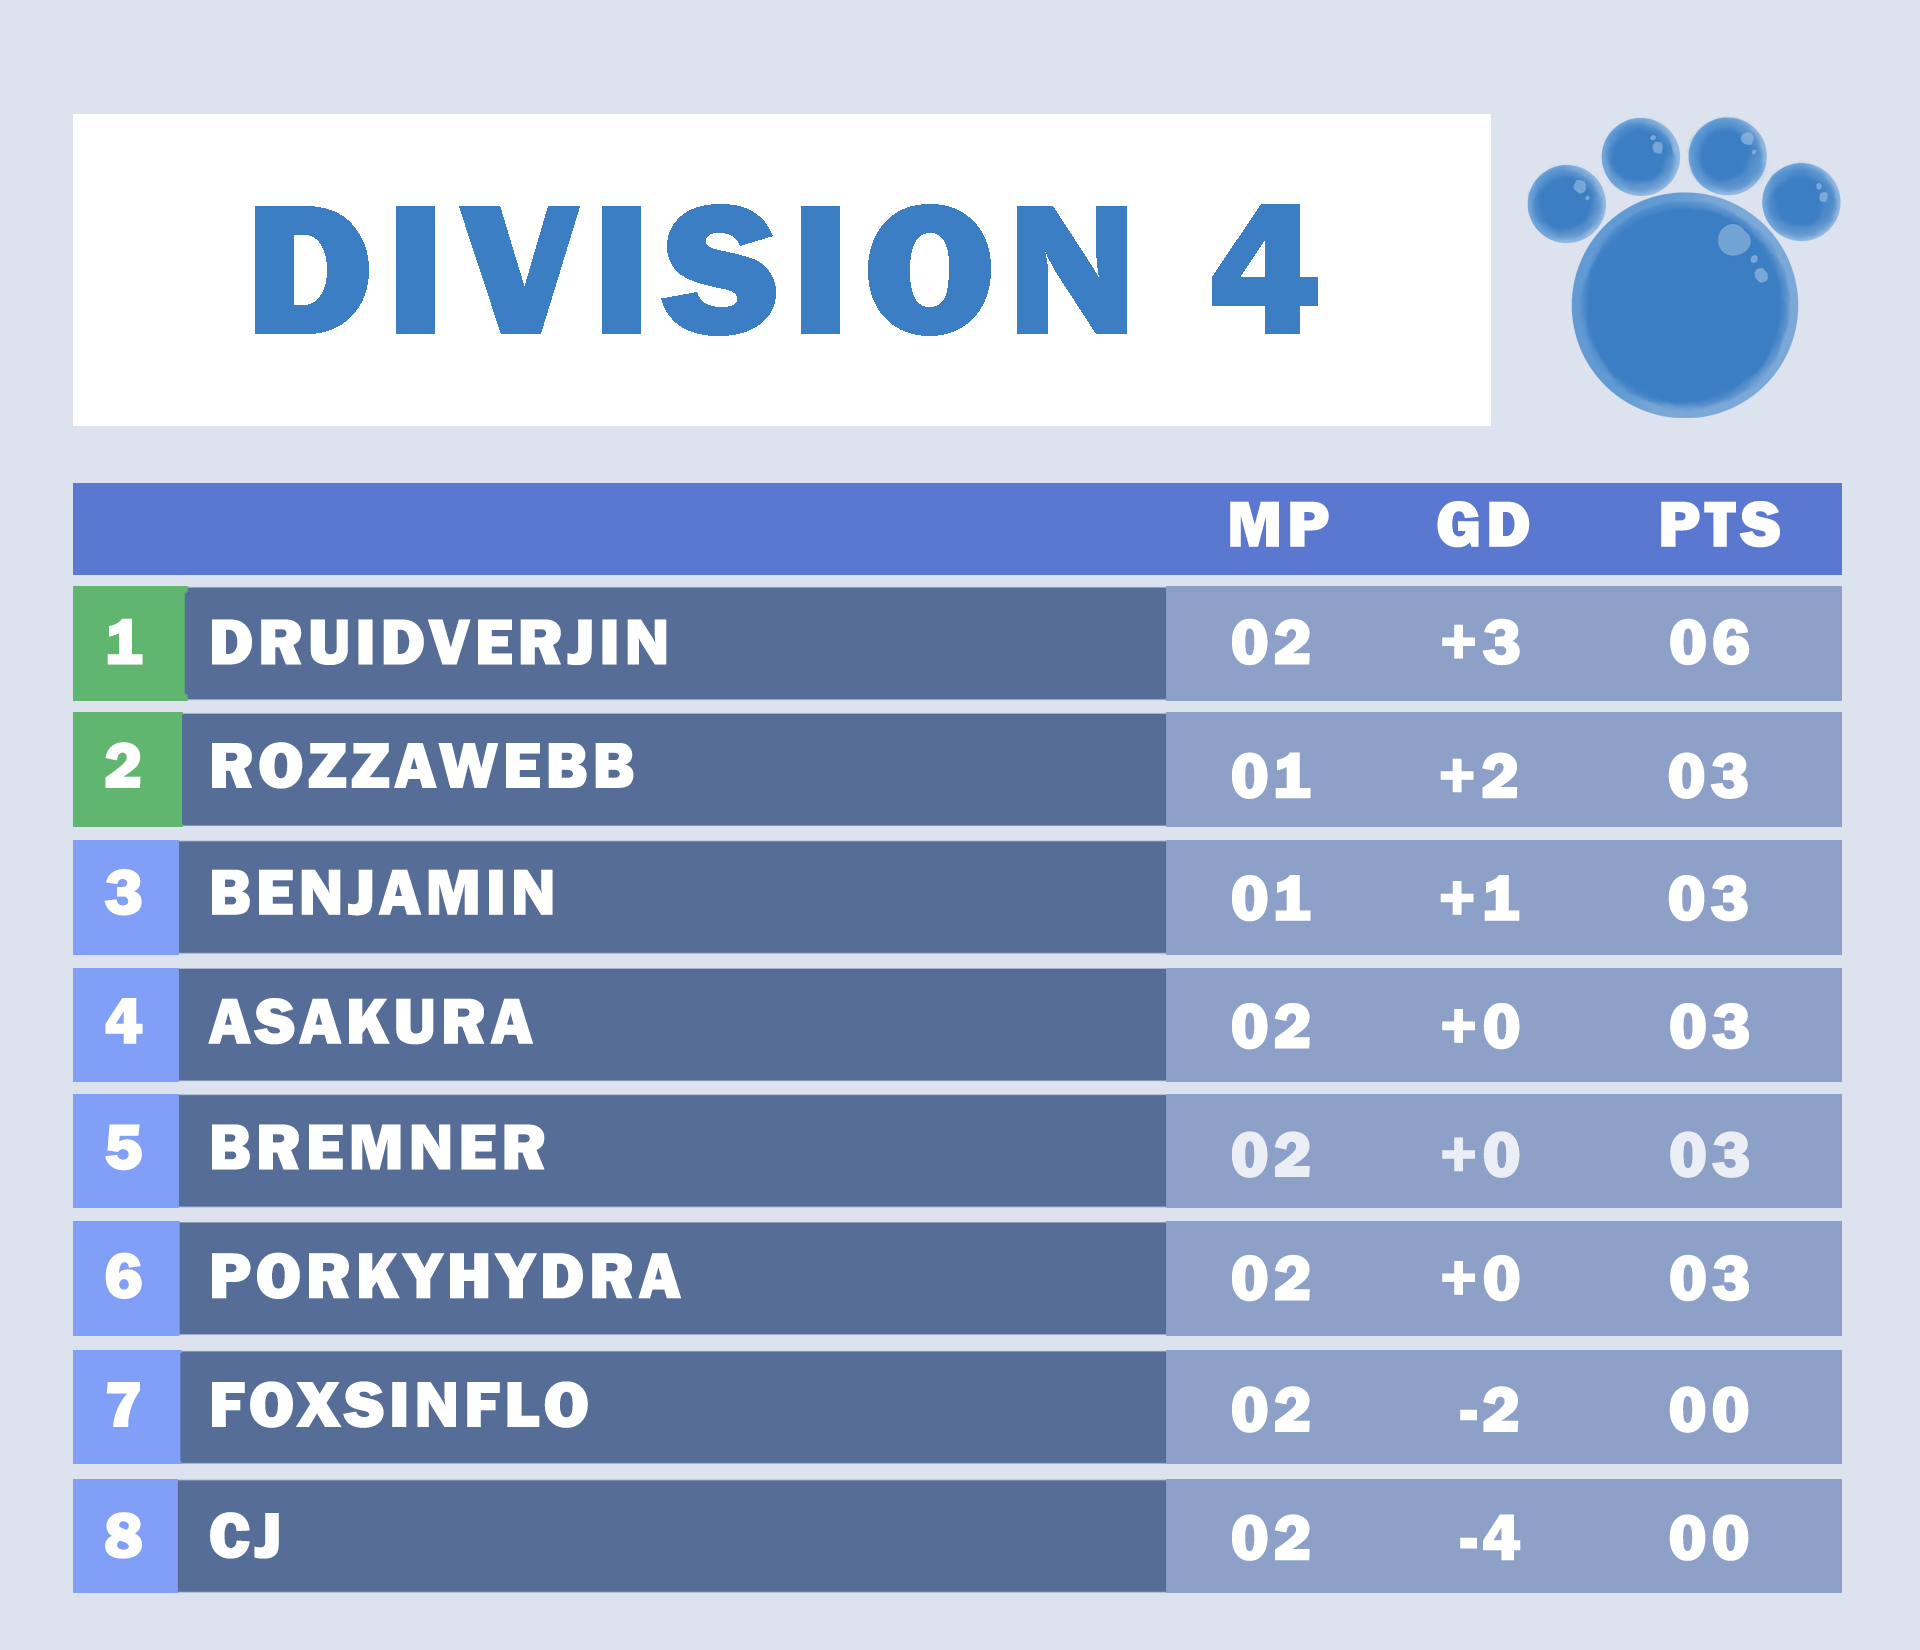 DIVISION 4
MP GD PTS
1 DRUIDVERJIN 02 +3 06
2 ROZZAWEBB 01 +2 03
3 BENJAMIN 01 +1 03
4 ASAKURA 02 +0 03
5 BREMNER 02 +0 03
6 PORKYHYDRA 02 +0 03
7 FOXSINFLO 02 -2 00
8 CJ 02 -4 00